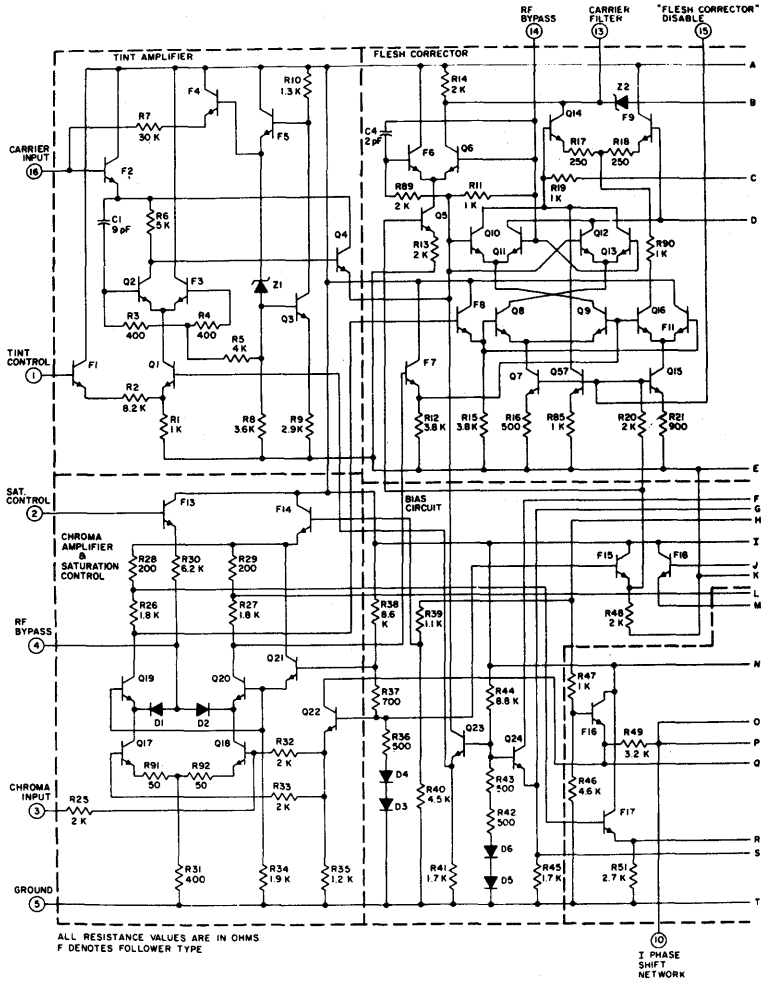 RF
BYPASS
14
CARRIER
FILTER
13
"FLESH CORRECTOR"
DISABLE
15
TINT AMPLIFIER
FLESH CORRECTOR
R10
1.3 K
F4
R7
30 K
F5
CARRIER
INPUT
16
F2
C1
9 pF
R6
5 K
Q4
Q2
F3
Z1
R3
400
R4
400
Q3
R5
4 K
TINT
CONTROL
1
F1
Q1
R2
8.2 K
R1
1 K
R8
3.6K
R9
2.9K
R14
2 K
C4
2 pF
F6
Q6
R89
2 K
R11
1 K
Q5
R13
2 K
Z2
Q14
F9
R17
250
R18
250
R19
1 K
Q10
Q11
Q12
Q13
R90
1 K
F8
Q8
Q9
Q16
F11
F7
Q7
Q57
Q15
R12
3.8 K
R15
3.8K
R16
500
R85
1 K
R20
2 K
R21
900
A
B
C
D
E
SAT.
CONTROL
2
F13
F14
CHROMA
AMPLIFIER
&
SATURATION
CONTROL
R28
200
R30
6.2 K
R29
200
R26
1.8 K
R27
1.8 K
RF
BYPASS
4
Q21
Q19
Q20
D1
D2
Q22
Q17
Q18
R32
2 K
R91
50
R92
50
R33
2 K
CHROMA
INPUT
3
R25
2 K
R31
400
R34
1.9 K
R35
1.2 K
GROUND
5
BIAS
CIRCUIT
R38
8.6
K
R39
1.1 K
R37
700
R36
500
D4
D3
R40
4.5 K
Q23
R44
8.8 K
Q24
R43
500
R42
500
D6
D5
R41
1.7 K
R45
1.7 K
F15
F18
R48
2 K
R47
1 K
F16
R49
3.2 K
R46
4.6 K
F17
R51
2.7 K
F
G
H
I
J
K
L
M
N
O
P
Q
R
S
T
10
I PHASE
SHIFT
NETWORK
ALL RESISTANCE VALUES ARE IN OHMS
F DENOTES FOLLOWER TYPE